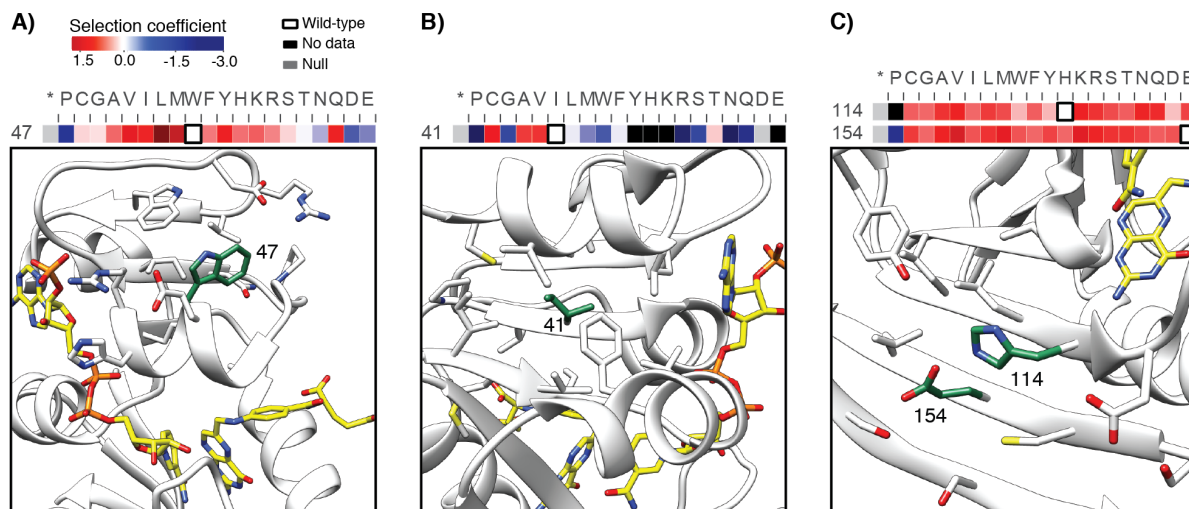 A)
Selection coefficient
1.5 0.0 -1.5 -3.0
Wild-type
No data
Null
* P C G A V I L M W F Y H K R S T N Q D E
47
47
B)
* P C G A V I L M W F Y H K R S T N Q D E
41
41
C)
* P C G A V I L M W F Y H K R S T N Q D E
114
154
114
154